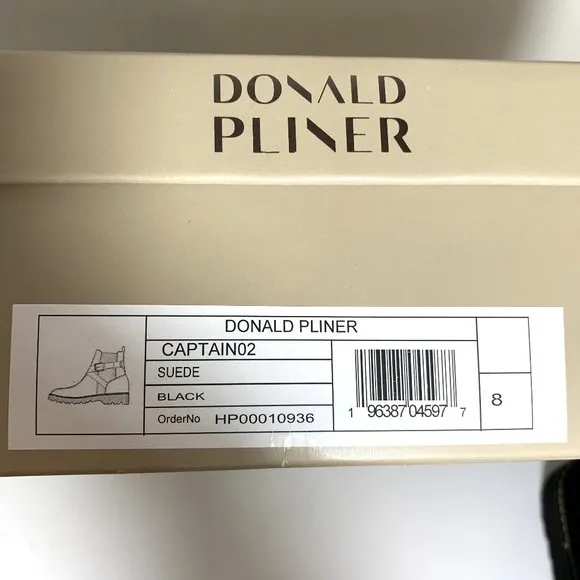 DONALD
PLINER
DONALD PLINER
CAPTAIN02
SUEDE
BLACK
OrderNo HP00010936
1 96387 04597 7
8